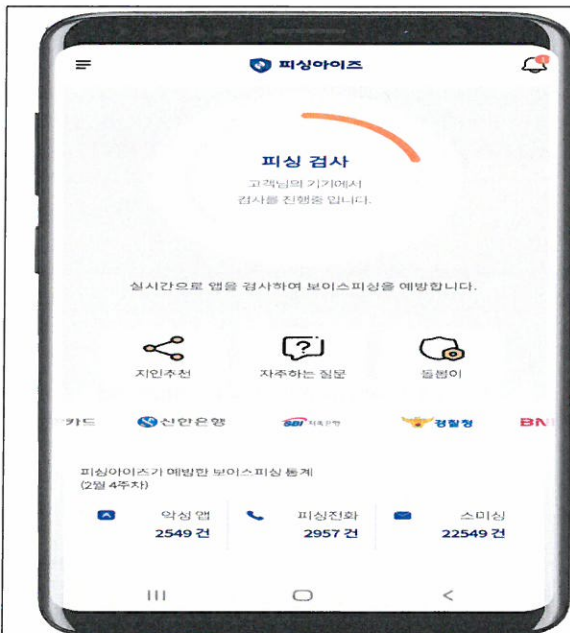 피싱아이즈
피싱 검사
고객님의 기기에서
검사를 진행중 입니다.
실시간으로 앱을 검사하여 보이스피싱을 예방합니다.
지인추천 자주하는 질문 돌봄이
카드 신한은행 SBI 저축은행 경찰청 BN
피싱아이즈가 예방한 보이스피싱 통계
(2월 4주차)
악성 앱 피싱전화 스미싱
2549 건 2957 건 22549 건